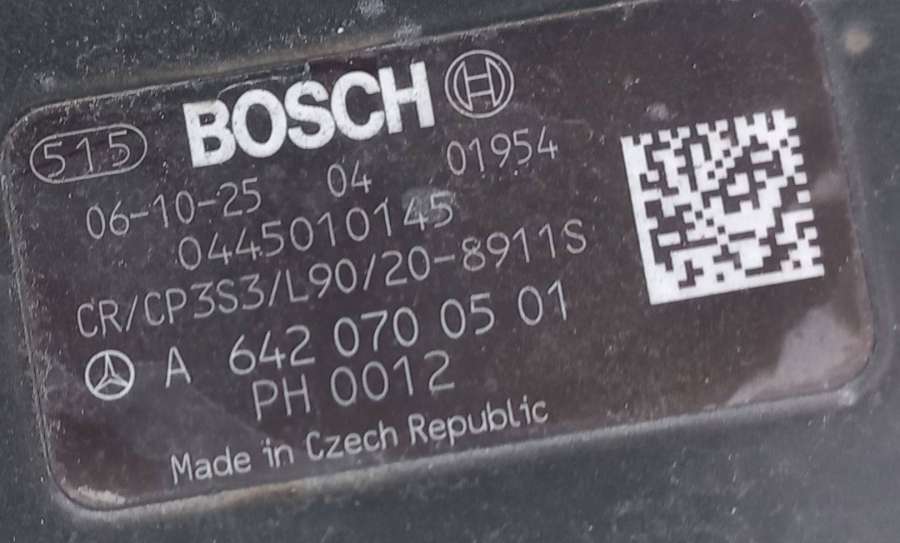 515 BOSCH
06-10-25 04 01954
0445010145
CR/CP3S3/L90/20-8911S
A 642 070 05 01
PH 0012
Made in Czech Republic